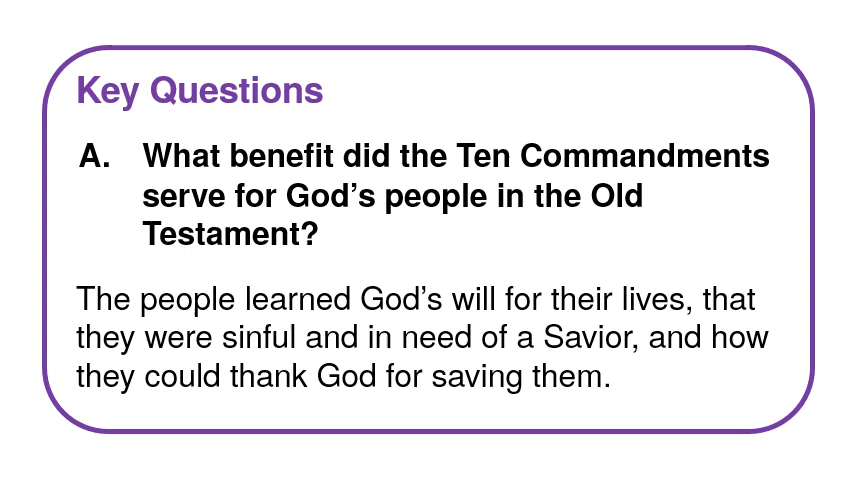 Key Questions
A. What benefit did the Ten Commandments
serve for God’s people in the Old
Testament?
The people learned God’s will for their lives, that
they were sinful and in need of a Savior, and how
they could thank God for saving them.